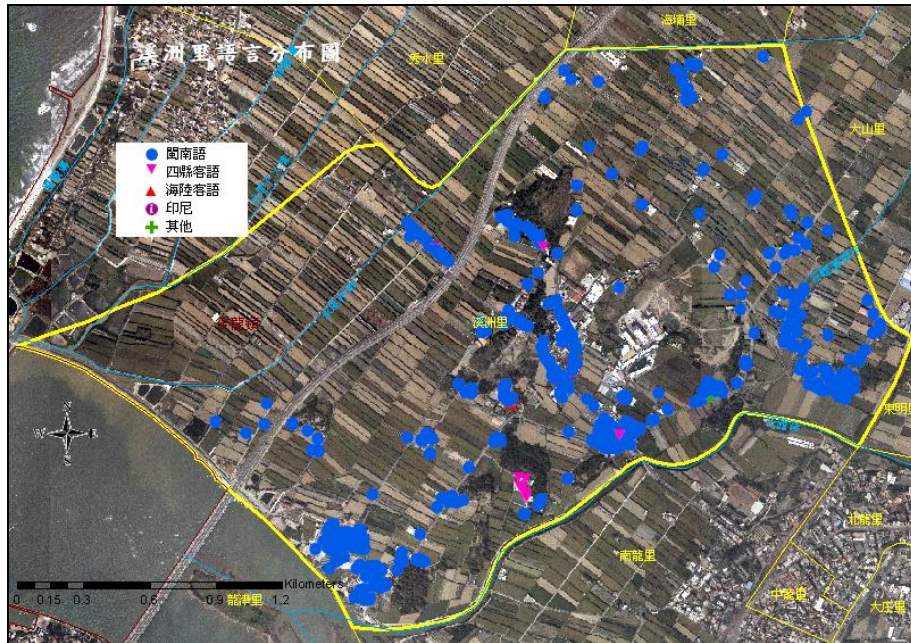 溪洲里語言分布圖
海埔里
秀水里
大山里
閩南語
四縣客語
海陸客語
印尼
其他
溪洲里
東明里
N
W
E
S
北龍里
南龍里
中龍里
大庄里
龍津里
Kilometers
0 0.15 0.3 0.6 0.9 1.2